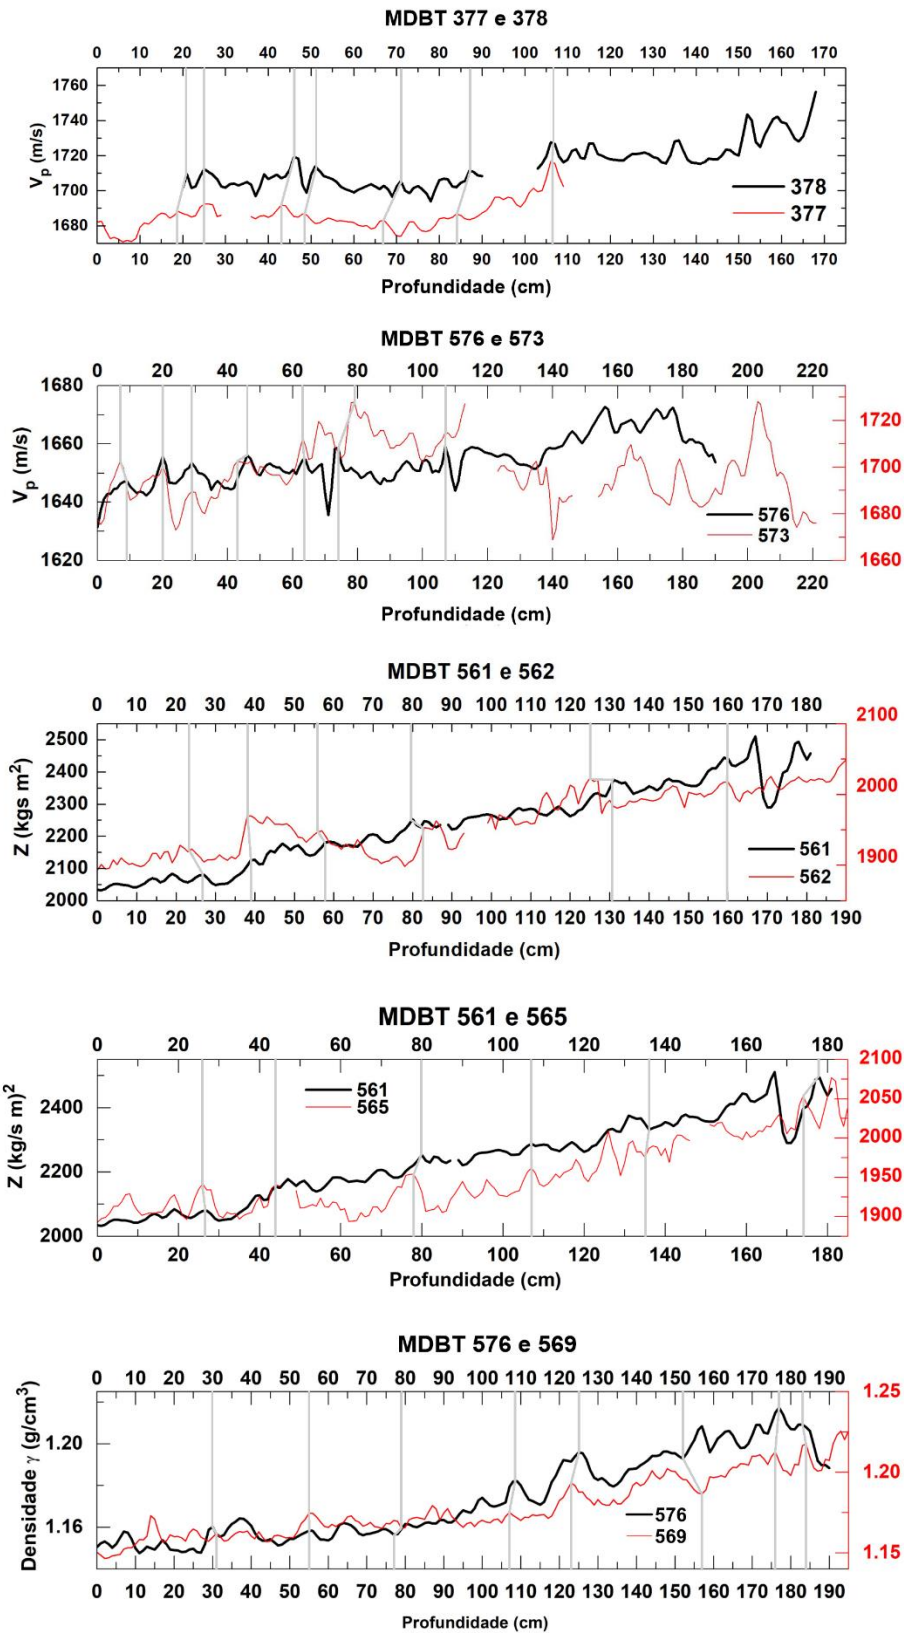 MDBT 377 e 378
0 10 20 30 40 50 60 70 80 90 100 110 120 130 140 150 160 170
1760
1740
1720
1700
1680
Vp (m/s)
378
377
0 10 20 30 40 50 60 70 80 90 100 110 120 130 140 150 160 170
Profundidade (cm)
MDBT 576 e 573
0 20 40 60 80 100 120 140 160 180 200 220
1680
1660
1640
1620
Vp (m/s)
1720
1700
1680
1660
576
573
0 20 40 60 80 100 120 140 160 180 200 220
Profundidade (cm)
MDBT 561 e 562
0 10 20 30 40 50 60 70 80 90 100 110 120 130 140 150 160 170 180
2500
2400
2300
2200
2100
2000
Z (kgs m²)
2100
2000
1900
561
562
0 10 20 30 40 50 60 70 80 90 100 110 120 130 140 150 160 170 180 190
Profundidade (cm)
MDBT 561 e 565
0 20 40 60 80 100 120 140 160 180
2400
2200
2000
Z (kg/s m)²
2100
2050
2000
1950
1900
561
565
0 20 40 60 80 100 120 140 160 180
Profundidade (cm)
MDBT 576 e 569
0 10 20 30 40 50 60 70 80 90 100 110 120 130 140 150 160 170 180 190
1.20
1.16
Densidade γ (g/cm³)
1.25
1.20
1.15
576
569
0 10 20 30 40 50 60 70 80 90 100 110 120 130 140 150 160 170 180 190
Profundidade (cm)